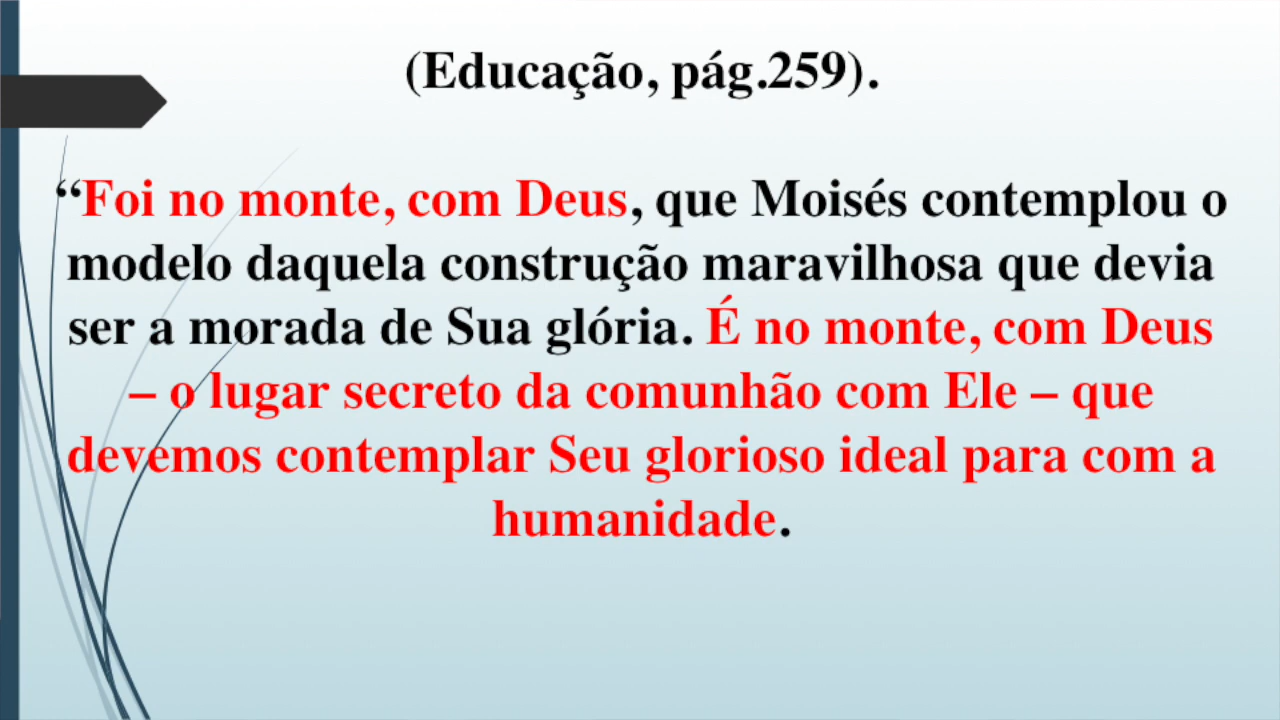 (Educação, pág.259).
“Foi no monte, com Deus, que Moisés contemplou o
modelo daquela construção maravilhosa que devia
ser a morada de Sua glória. É no monte, com Deus
– o lugar secreto da comunhão com Ele – que
devemos contemplar Seu glorioso ideal para com a
humanidade.